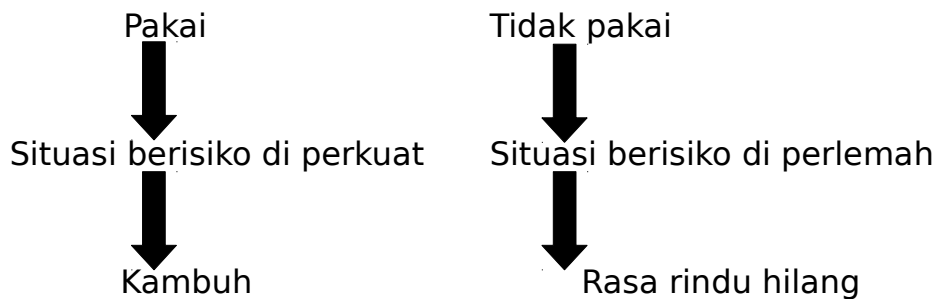 Pakai
Situasi berisiko di perkuat
Kambuh
Tidak pakai
Situasi berisiko di perlemah
Rasa rindu hilang